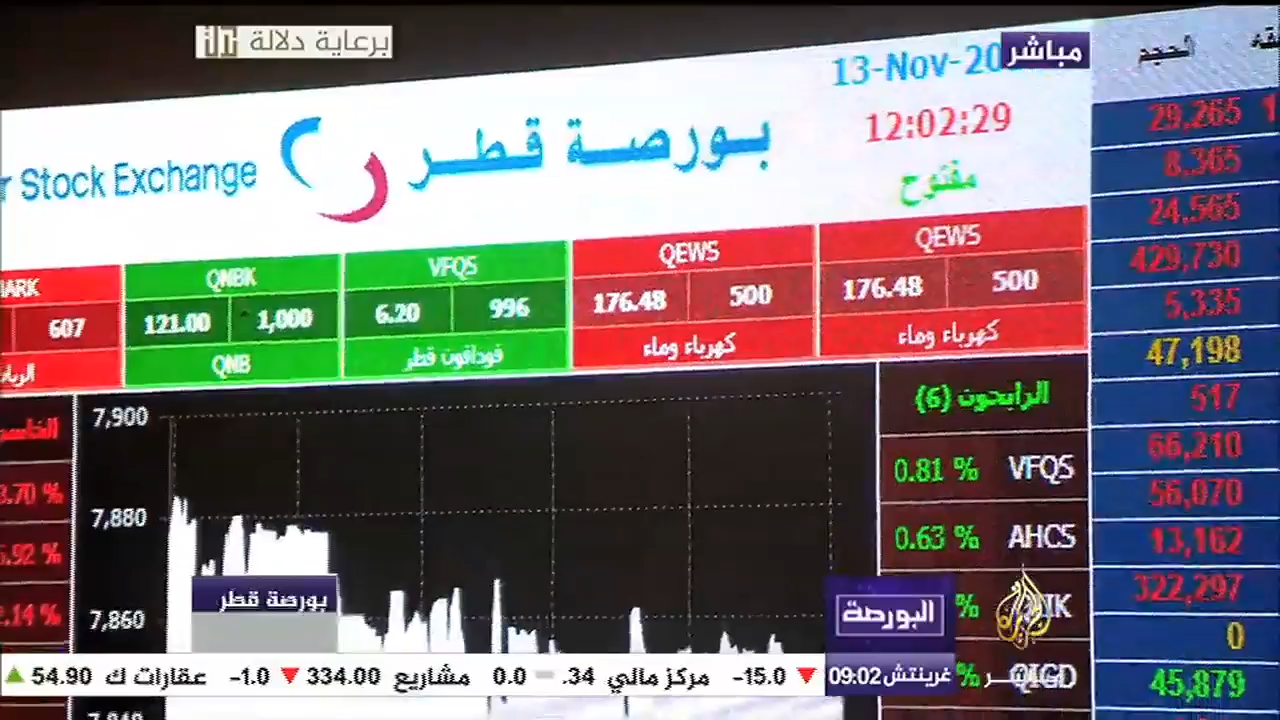 برعاية دلالة
مباشر
13-Nov-20
12:02:29
مفتوح
بورصة قطر
Stock Exchange
الحجم
29,265
8,365
24,565
429,730
5,335
47,198
517
66,210
56,070
13,162
322,297
0
45,879
607
QNBK
121.00 1,000
QNB
VFQS
6.20 996
فودافون قطر
QEWS
176.48 500
كهرباء وماء
QEWS
176.48 500
كهرباء وماء
7,900
7,880
7,860
الرابحون (6)
0.81 % VFQS
0.63 % AHCS
%
% QIGD
بورصة قطر
البورصة
غرينتش 09:02
-15.0 مركز مالي .34 0.0 مشاريع 334.00 -1.0 عقارات ك 54.90